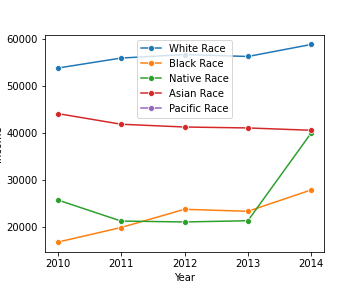 60000
50000
40000
30000
20000
White Race
Black Race
Native Race
Asian Race
Pacific Race
2010 2011 2012 2013 2014
Year